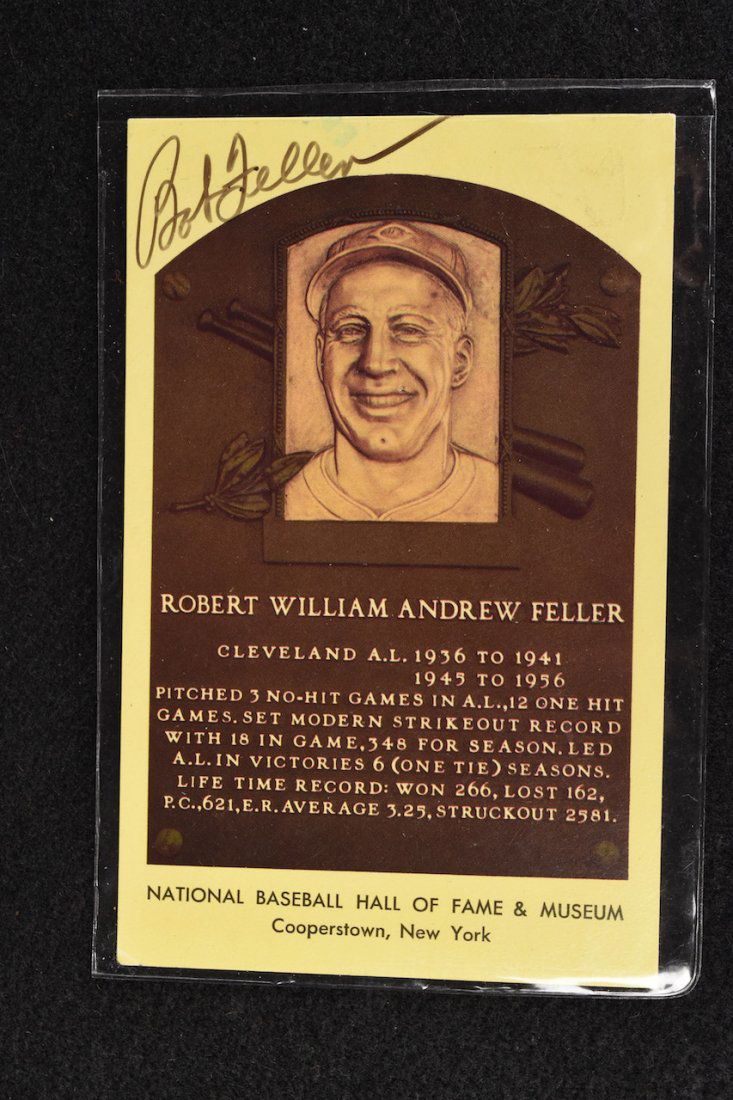 Bob Feller
ROBERT WILLIAM ANDREW FELLER
CLEVELAND A.L. 1936 TO 1941
1945 TO 1956
PITCHED 3 NO-HIT GAMES IN A.L., 12 ONE HIT
GAMES. SET MODERN STRIKEOUT RECORD
WITH 18 IN GAME, 348 FOR SEASON. LED
A.L. IN VICTORIES 6 (ONE TIE) SEASONS.
LIFE TIME RECORD: WON 266, LOST 162,
P.C., 621, E.R. AVERAGE 3.25, STRUCKOUT 2581.
NATIONAL BASEBALL HALL OF FAME & MUSEUM
Cooperstown, New York